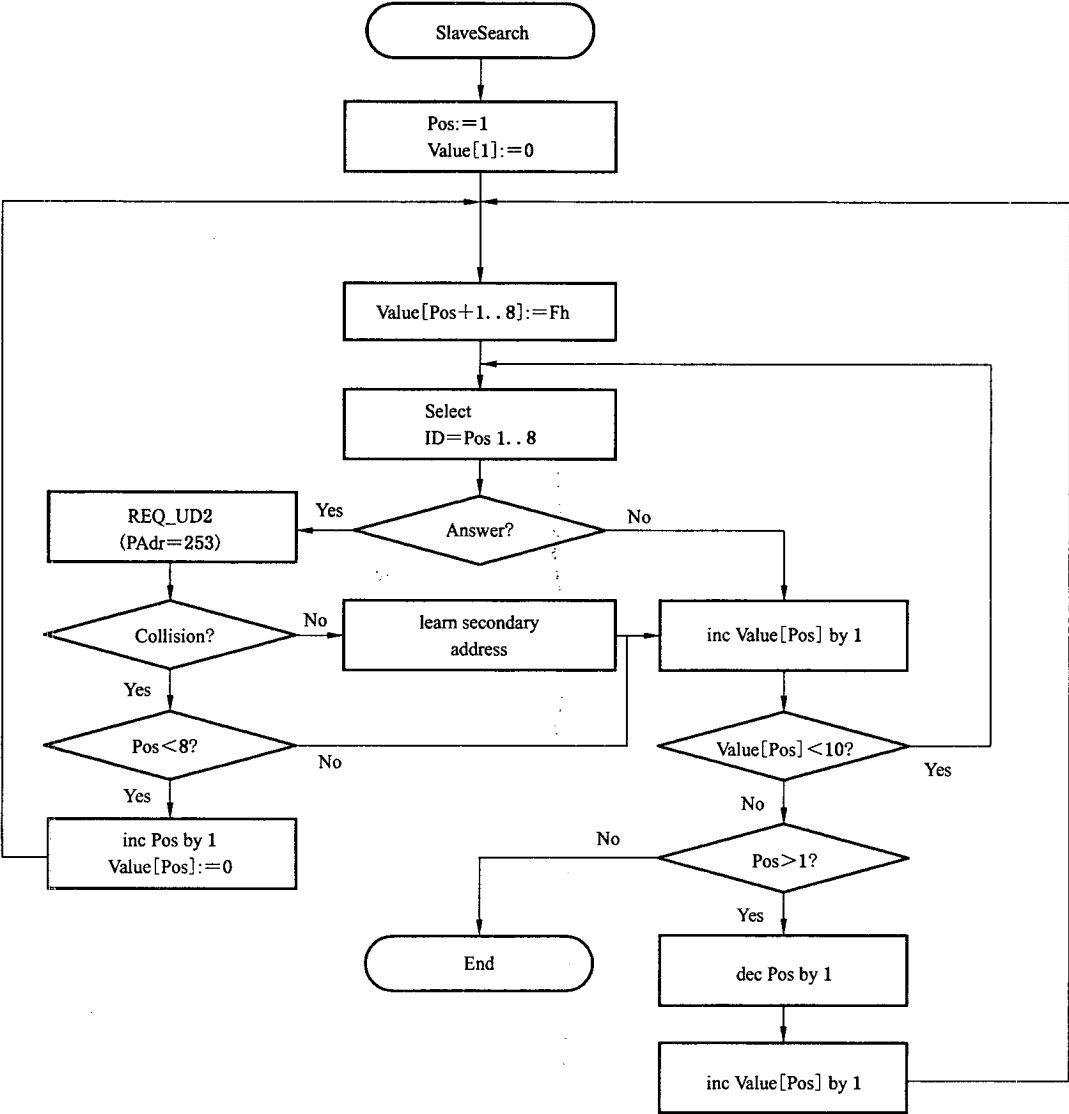 SlaveSearch
Pos:=1
Value[1]:=0
Value[Pos+1..8]:=Fh
Select
ID=Pos 1..8
Answer?
Yes
No
REQ_UD2
(PAdr=253)
Collision?
No
learn secondary
address
inc Value[Pos] by 1
Yes
Pos<8?
No
Value[Pos]<10?
Yes
Yes
No
inc Pos by 1
Value[Pos]:=0
No
Pos>1?
Yes
End
dec Pos by 1
inc Value[Pos] by 1